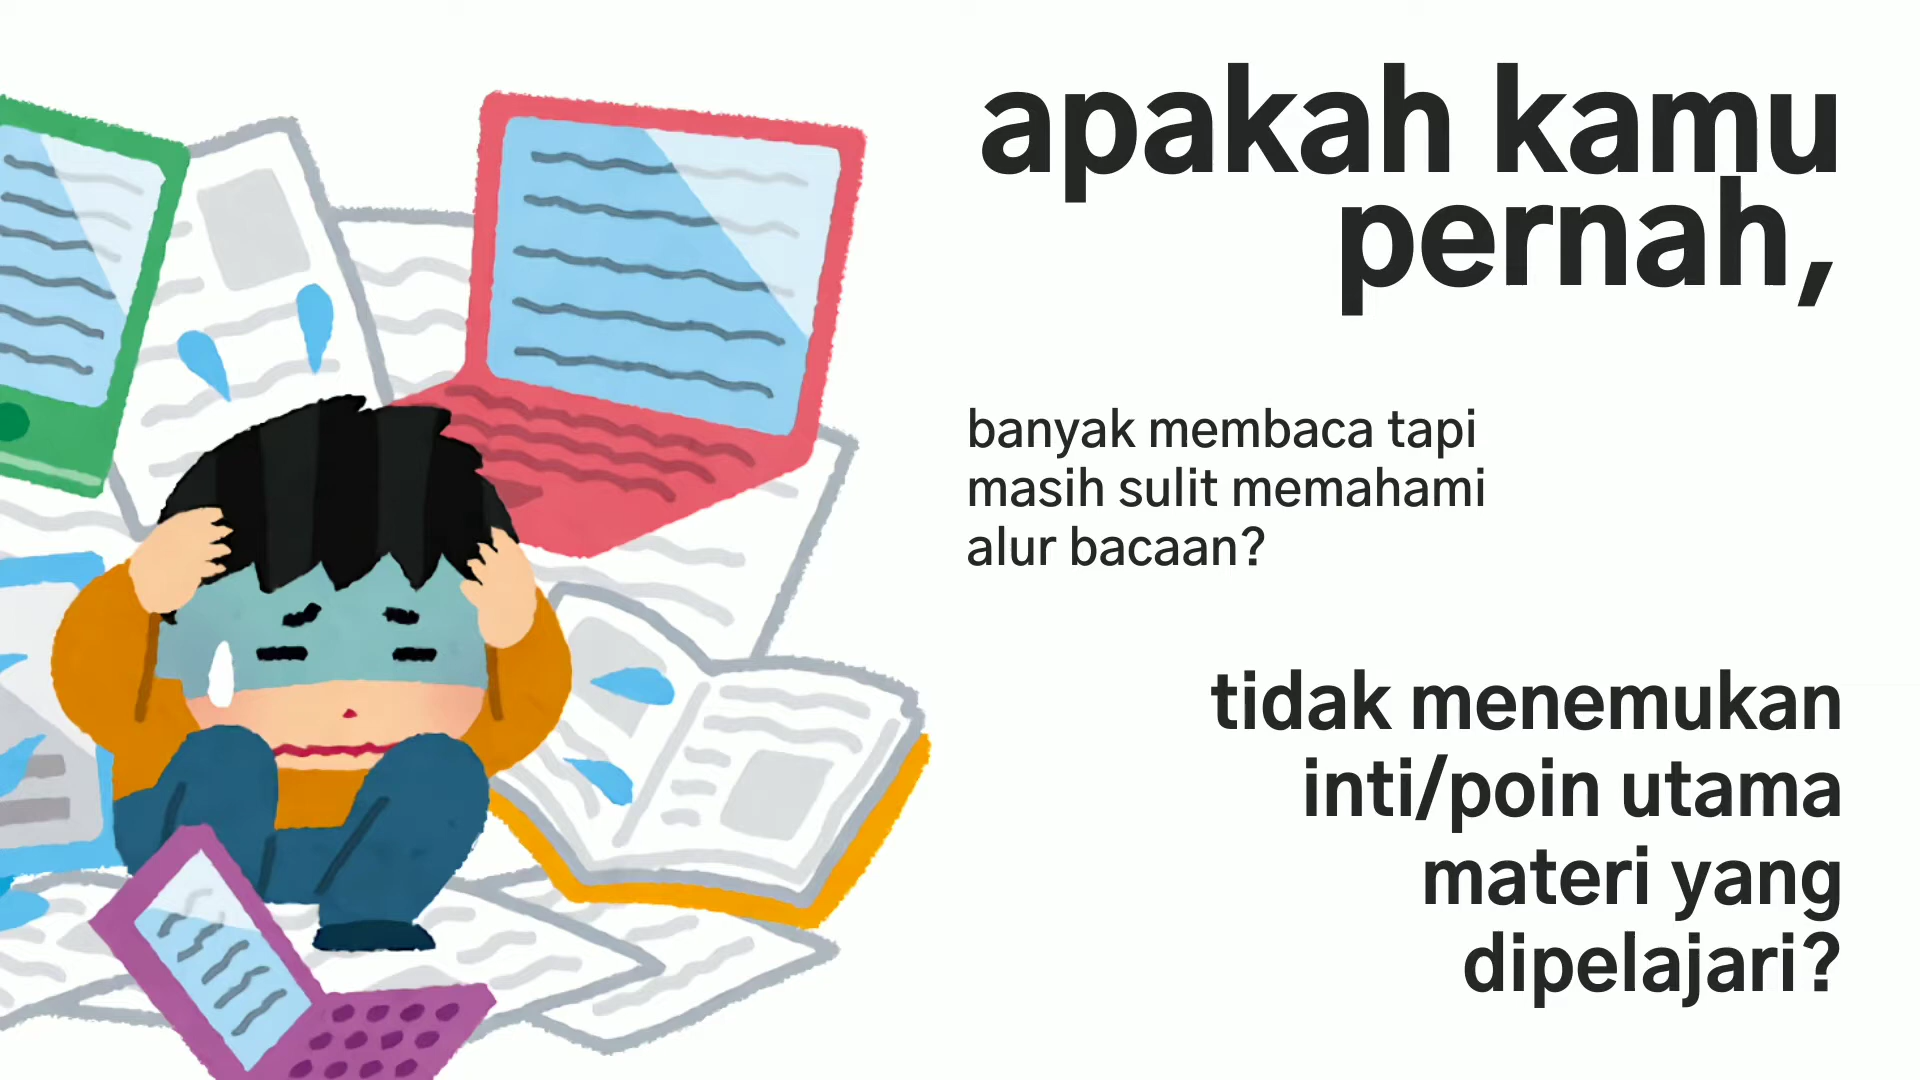 apakah kamu
pernah,
banyak membaca tapi
masih sulit memahami
alur bacaan?
tidak menemukan
inti/poin utama
materi yang
dipelajari?